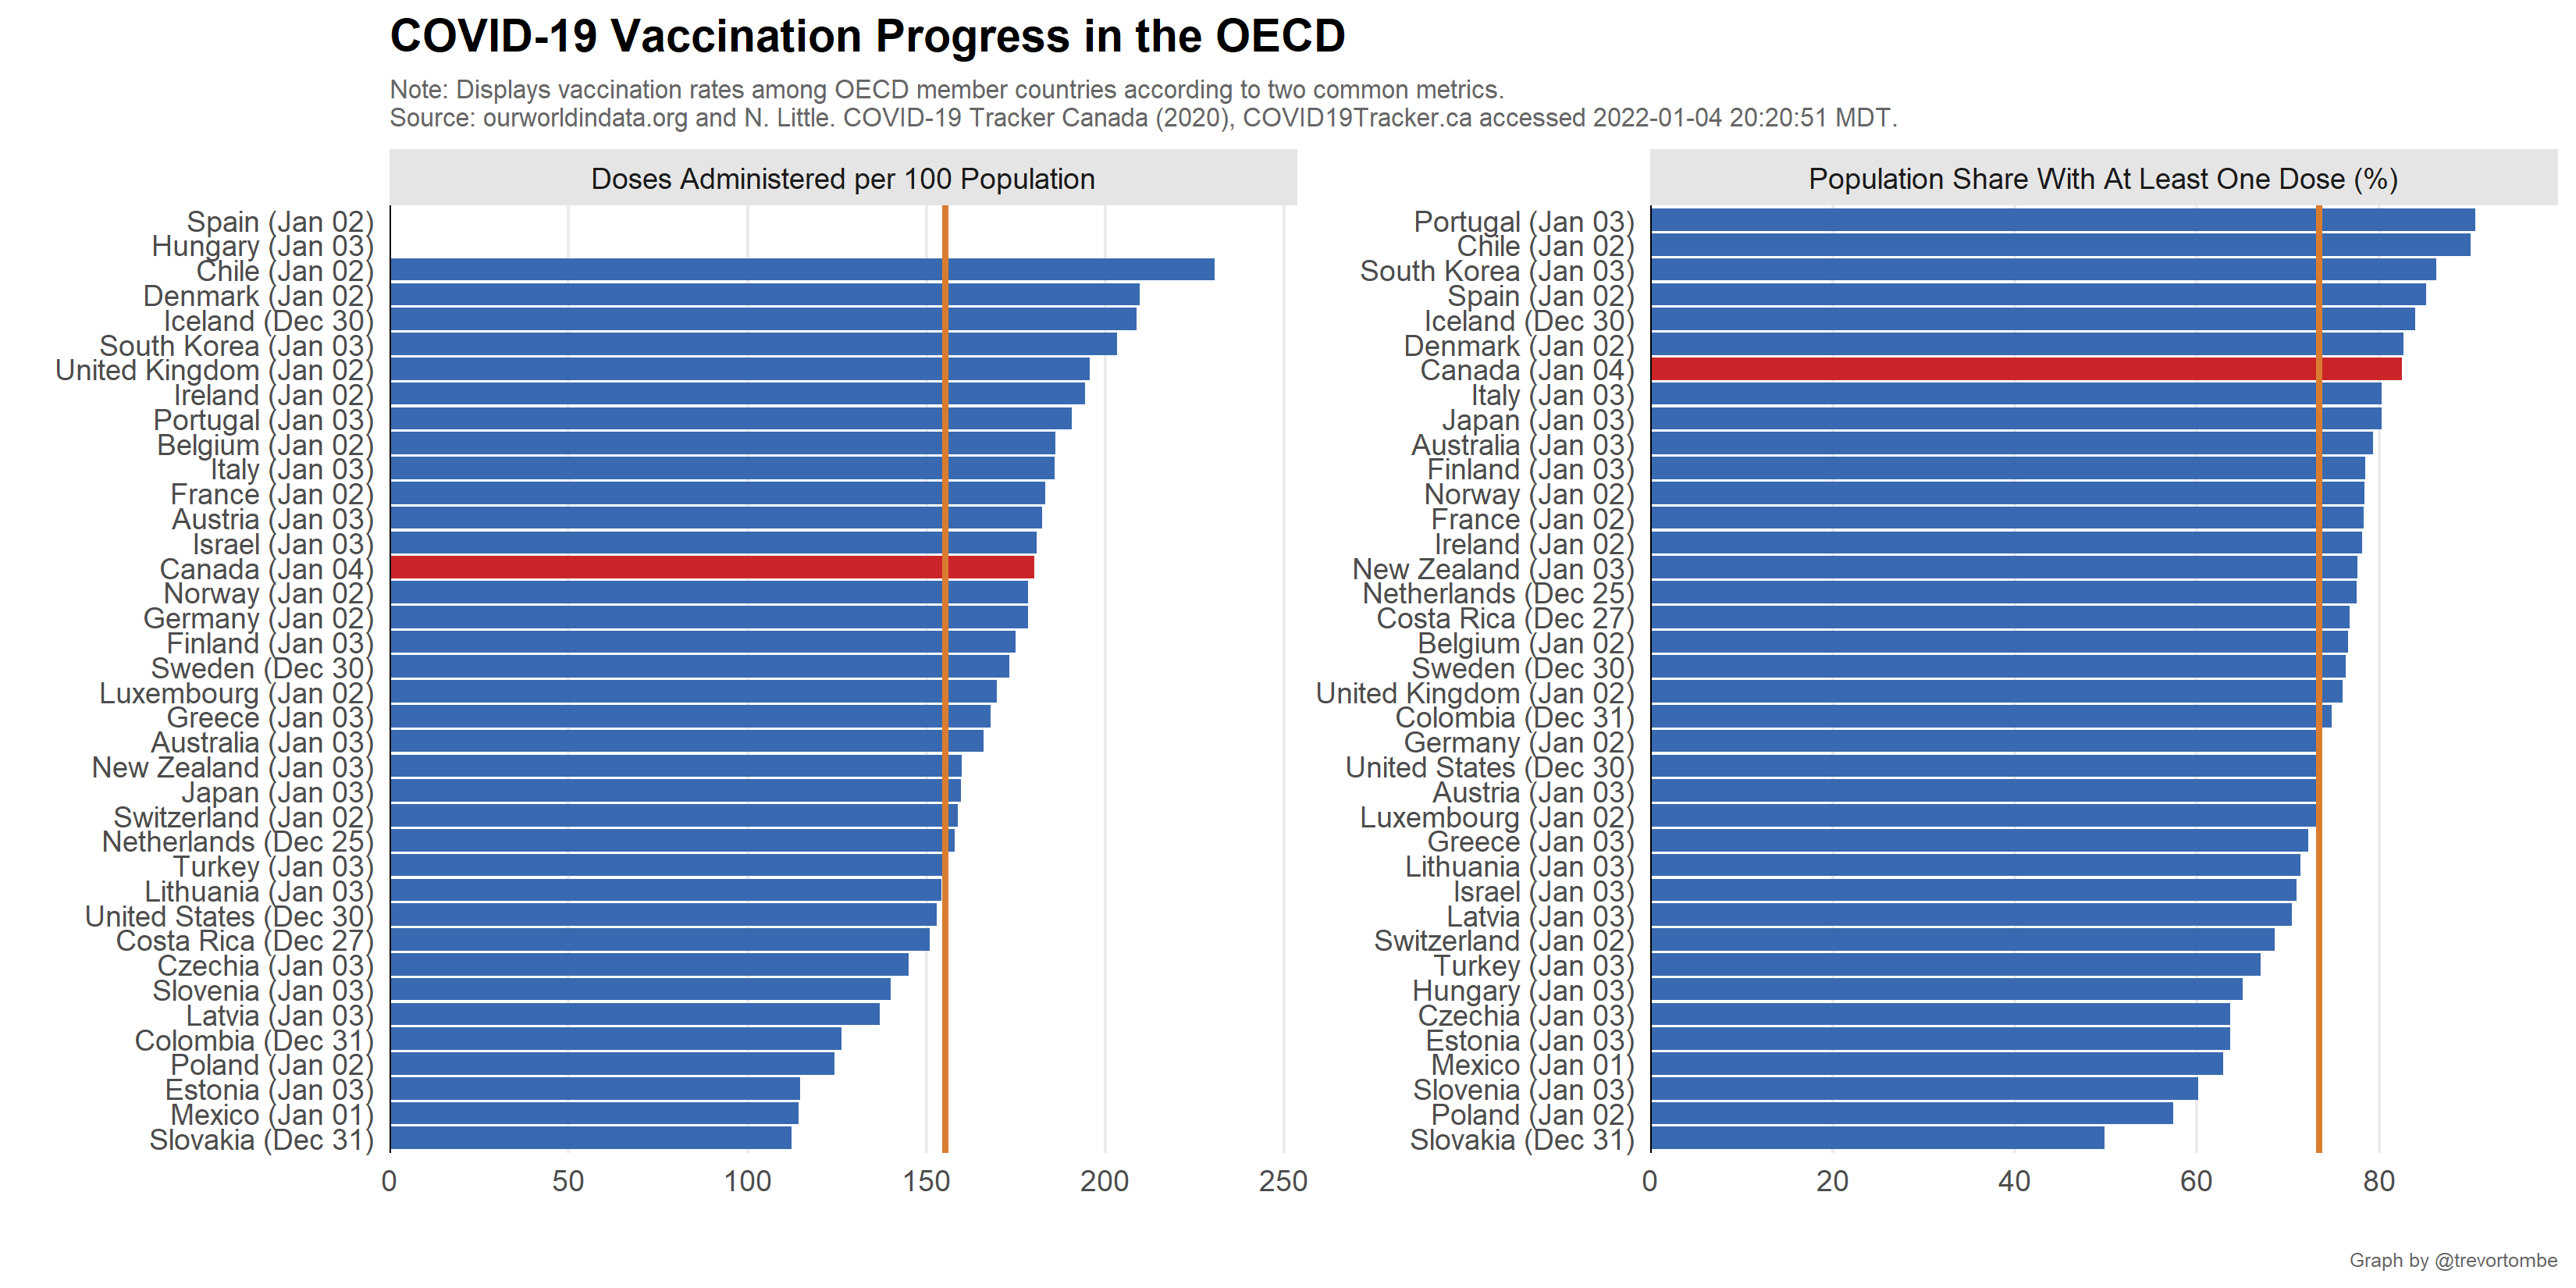 COVID-19 Vaccination Progress in the OECD
Note: Displays vaccination rates among OECD member countries according to two common metrics.
Source: ourworldindata.org and N. Little. COVID-19 Tracker Canada (2020), COVID19Tracker.ca accessed 2022-01-04 20:20:51 MDT.
Doses Administered per 100 Population
Spain (Jan 02)
Hungary (Jan 03)
Chile (Jan 02)
Denmark (Jan 02)
Iceland (Dec 30)
South Korea (Jan 03)
United Kingdom (Jan 02)
Ireland (Jan 02)
Portugal (Jan 03)
Belgium (Jan 02)
Italy (Jan 03)
France (Jan 02)
Austria (Jan 03)
Israel (Jan 03)
Canada (Jan 04)
Norway (Jan 02)
Germany (Jan 02)
Finland (Jan 03)
Sweden (Dec 30)
Luxembourg (Jan 02)
Greece (Jan 03)
Australia (Jan 03)
New Zealand (Jan 03)
Japan (Jan 03)
Switzerland (Jan 02)
Netherlands (Dec 25)
Turkey (Jan 03)
Lithuania (Jan 03)
United States (Dec 30)
Costa Rica (Dec 27)
Czechia (Jan 03)
Slovenia (Jan 03)
Latvia (Jan 03)
Colombia (Dec 31)
Poland (Jan 02)
Estonia (Jan 03)
Mexico (Jan 01)
Slovakia (Dec 31)
0 50 100 150 200 250
Population Share With At Least One Dose (%)
Portugal (Jan 03)
Chile (Jan 02)
South Korea (Jan 03)
Spain (Jan 02)
Iceland (Dec 30)
Denmark (Jan 02)
Canada (Jan 04)
Italy (Jan 03)
Japan (Jan 03)
Australia (Jan 03)
Finland (Jan 03)
Norway (Jan 02)
France (Jan 02)
Ireland (Jan 02)
New Zealand (Jan 03)
Netherlands (Dec 25)
Costa Rica (Dec 27)
Belgium (Jan 02)
Sweden (Dec 30)
United Kingdom (Jan 02)
Colombia (Dec 31)
Germany (Jan 02)
United States (Dec 30)
Austria (Jan 03)
Luxembourg (Jan 02)
Greece (Jan 03)
Lithuania (Jan 03)
Israel (Jan 03)
Latvia (Jan 03)
Switzerland (Jan 02)
Turkey (Jan 03)
Hungary (Jan 03)
Czechia (Jan 03)
Estonia (Jan 03)
Mexico (Jan 01)
Slovenia (Jan 03)
Poland (Jan 02)
Slovakia (Dec 31)
0 20 40 60 80
Graph by @trevortombe